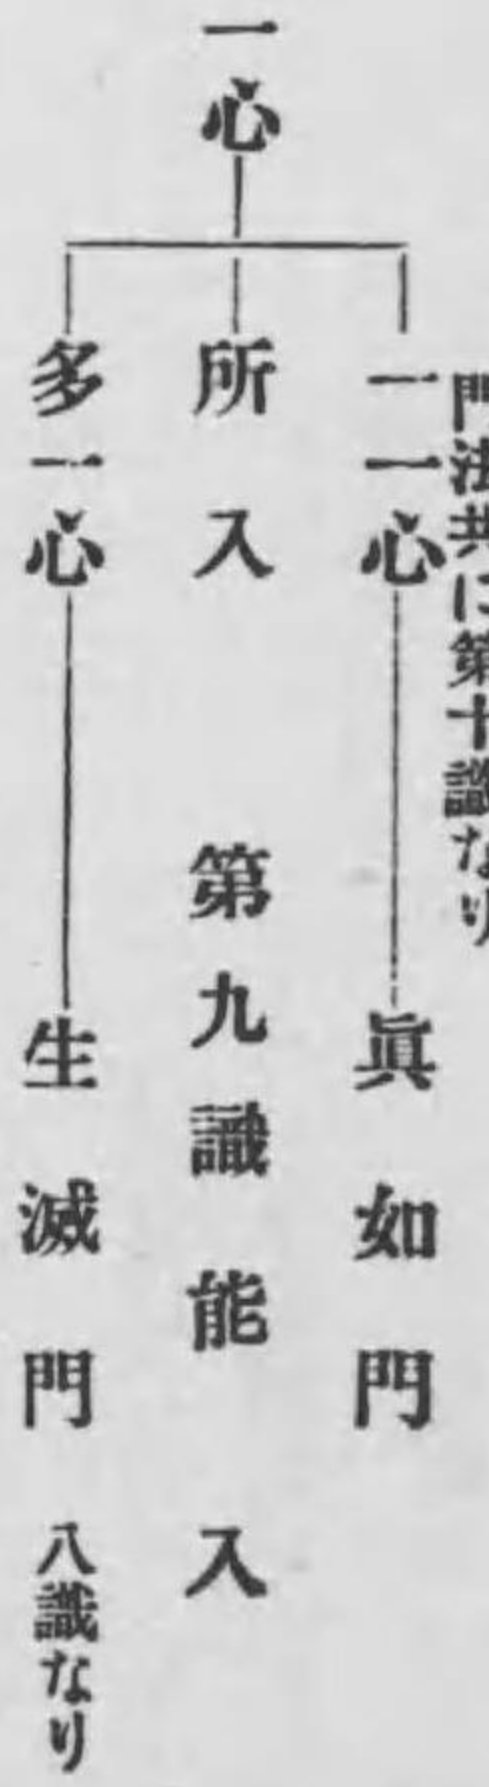 一心
門法共に第十識なり
一一心 眞如門
所入 第九識能入
多一心 生滅門 八識なり